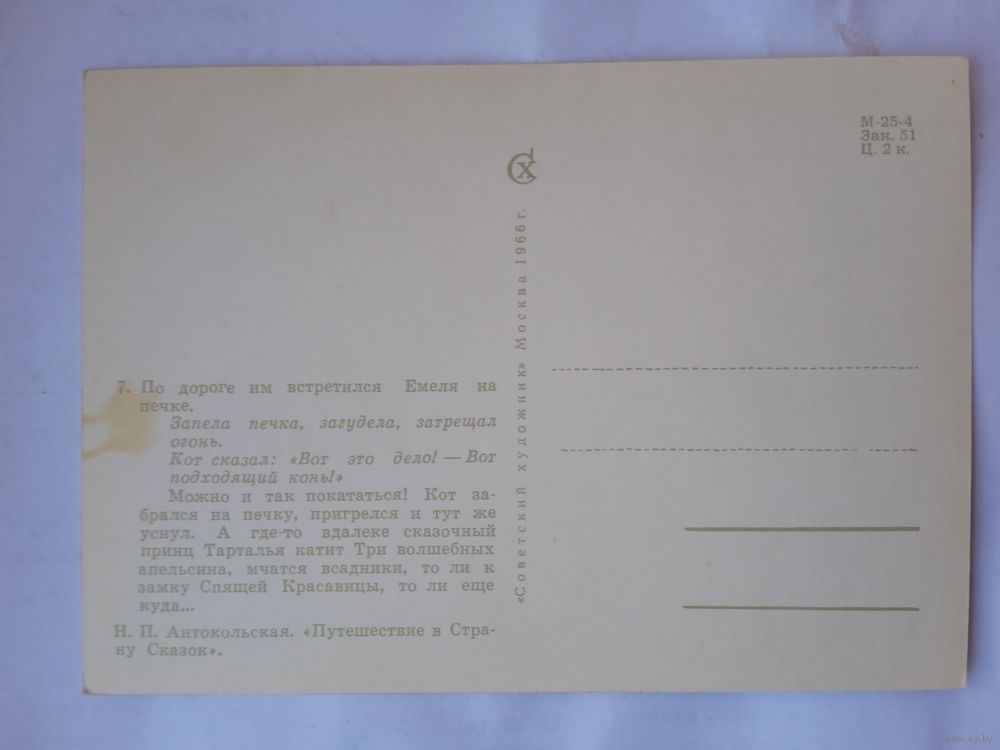 М-25-4
Зак. 51
Ц. 2 к.
СХ
«Советский художник» Москва 1966 г.
7. По дороге им встретился Емеля на
печке.
Запела печка, загудела, затрещал
огонь.
Кот сказал: «Вот это дело! — Вот
подходящий конь!»
Можно и так покататься! Кот за-
брался на печку, пригрелся и тут же
уснул. А где-то вдалеке сказочный
принц Тарталья катит Три волшебных
апельсина, мчатся всадники, то ли к
замку Спящей Красавицы, то ли еще
куда...
Н. П. Антокольская. «Путешествие в Стра-
ну Сказок».
www.ay.by